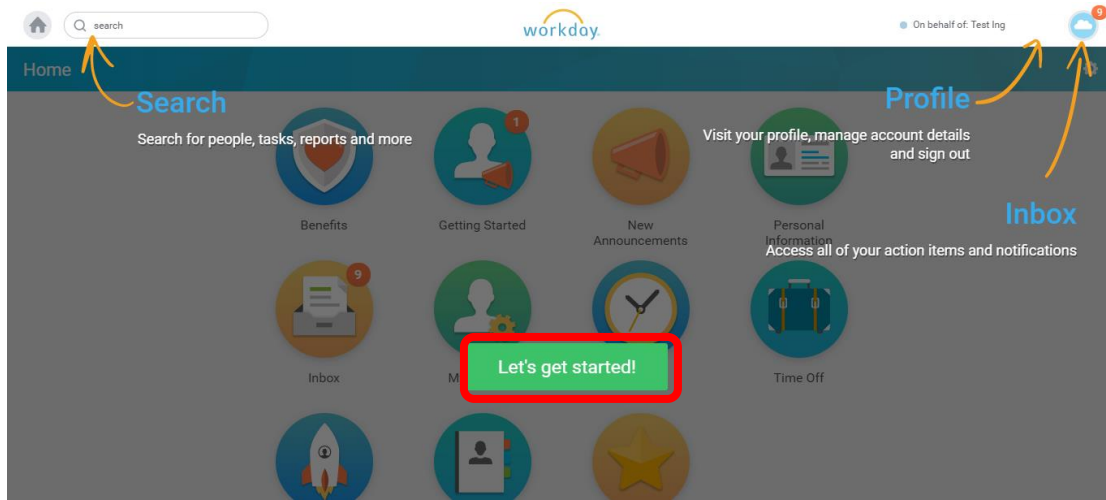 search
workday.
On behalf of: Test Ing
9
Home
Search
Search for people, tasks, reports and more
Profile
Visit your profile, manage account details
and sign out
Inbox
Access all of your action items and notifications
1
Benefits
Getting Started
New
Announcements
Personal
Information
9
Let's get started!
Inbox
Time Off